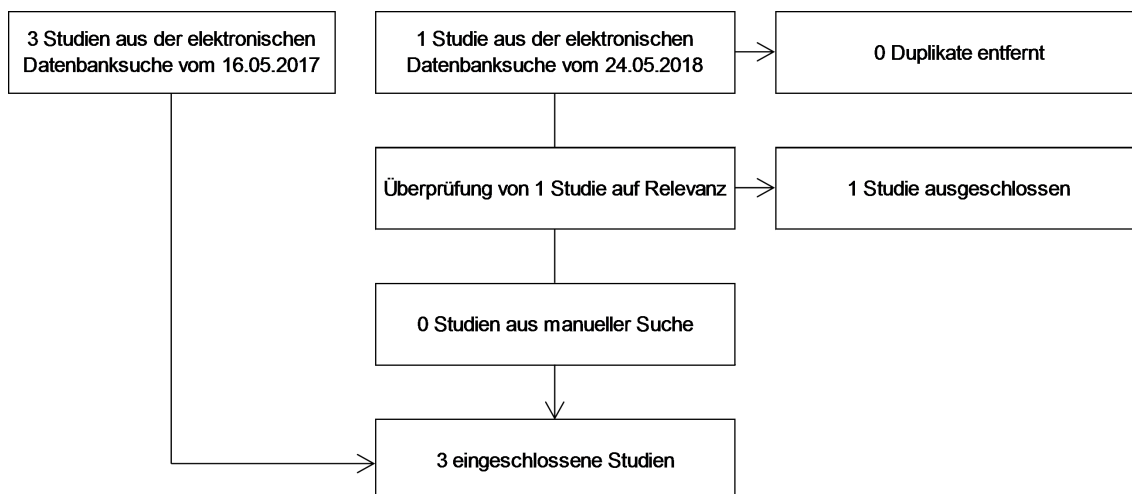 3 Studien aus der elektronischen
Datenbanksuche vom 16.05.2017
1 Studie aus der elektronischen
Datenbanksuche vom 24.05.2018
0 Duplikate entfernt
Überprüfung von 1 Studie auf Relevanz
1 Studie ausgeschlossen
0 Studien aus manueller Suche
3 eingeschlossene Studien